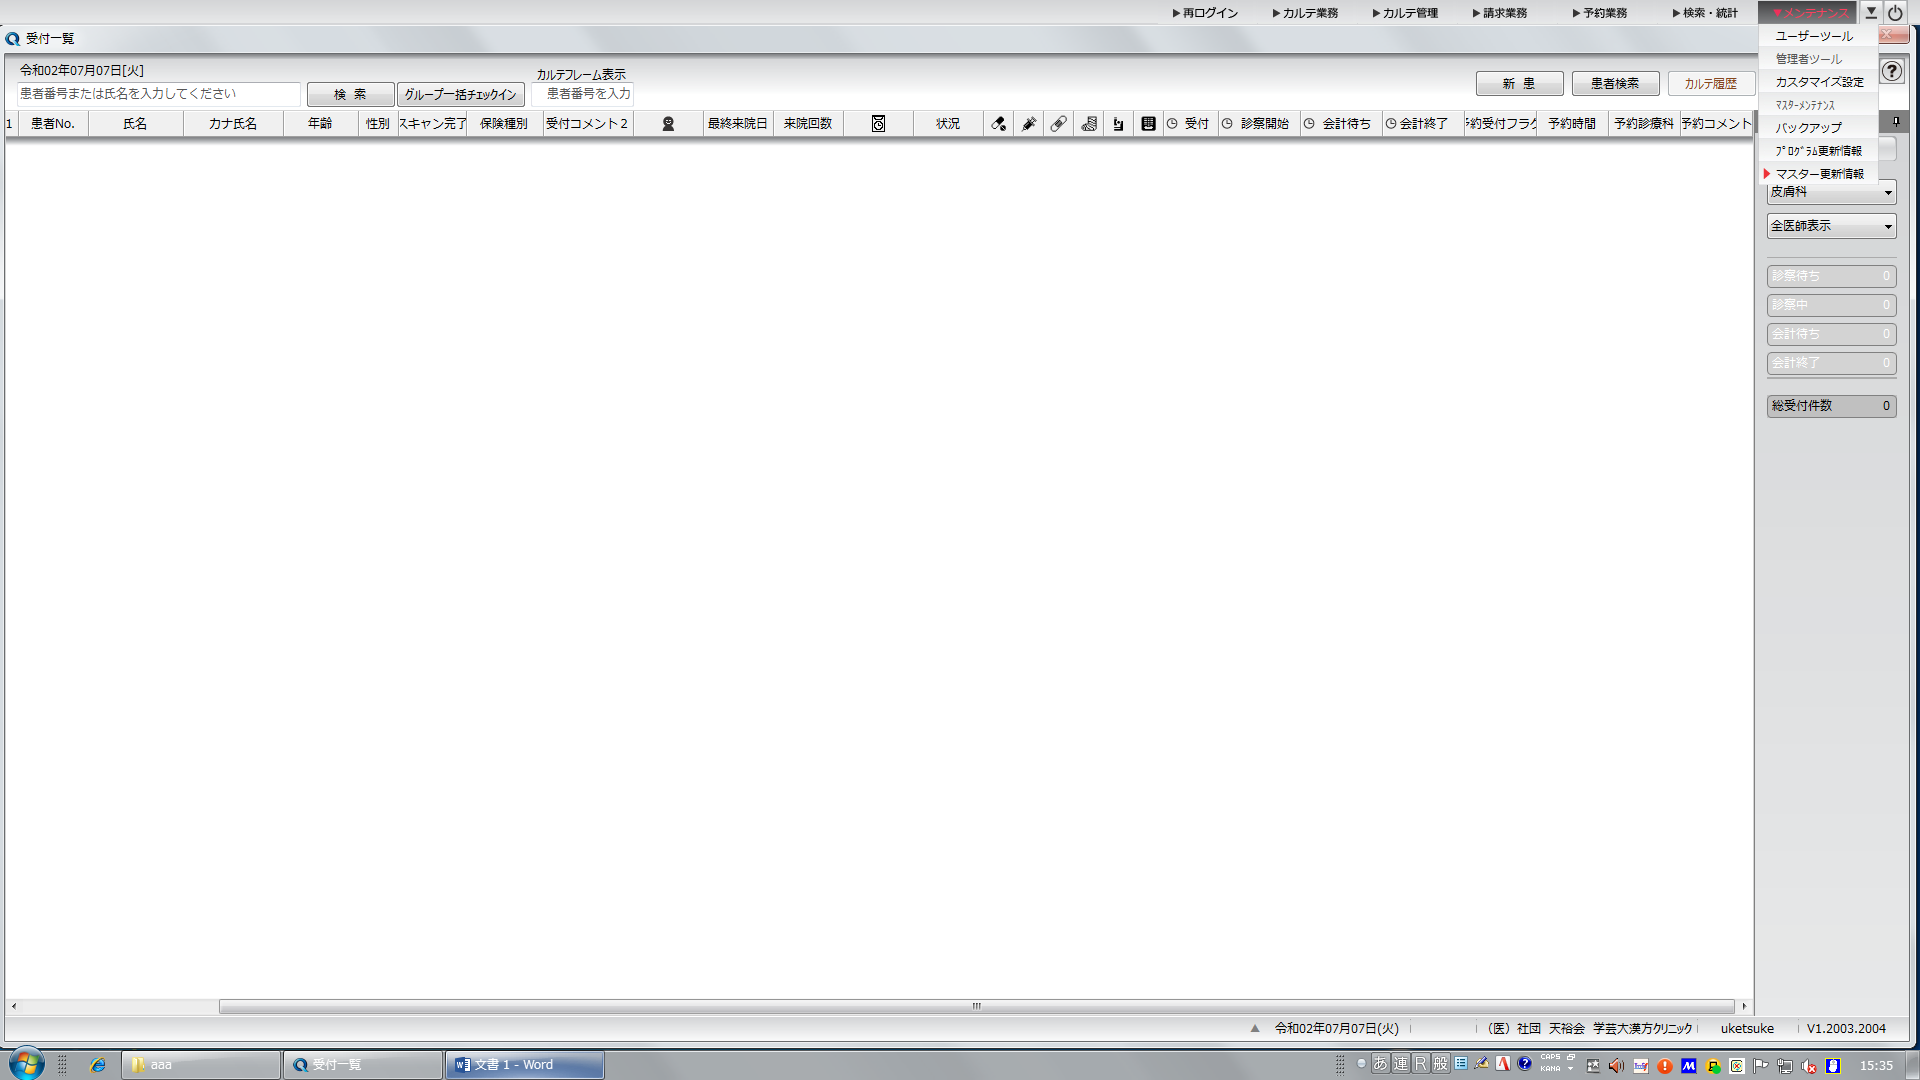 ▶再ログイン ▶カルテ業務 ▶カルテ管理 ▶請求業務 ▶予約業務 ▶検索・統計 ▼メンテナンス
受付一覧
ユーザーツール
管理者ツール
カスタマイズ設定
ﾏｽﾀｰﾒﾝﾃﾅﾝｽ
バックアップ
ﾌﾟﾛｸﾞﾗﾑ更新情報
マスター更新情報
令和02年07月07日[火]
患者番号または氏名を入力してください
検 索
グループ一括チェックイン
カルテフレーム表示
患者番号を入力
新 患
患者検索
カルテ履歴
?
1 患者No. 氏名 カナ氏名 年齢 性別 スキャン完了 保険種別 受付コメント２ 最終来院日 来院回数 状況 受付 診察開始 会計待ち 会計終了 予約受付フラグ 予約時間 予約診療科 予約コメント
皮膚科
全医師表示
診察待ち 0
診察中 0
会計待ち 0
会計終了 0
総受付件数 0
▲ 令和02年07月07日(火) （医）社団 天裕会 学芸大漢方クリニック uketsuke V1.2003.2004
aaa 受付一覧 文書 1 - Word あ 連 R 般 CAPS KANA 15:35